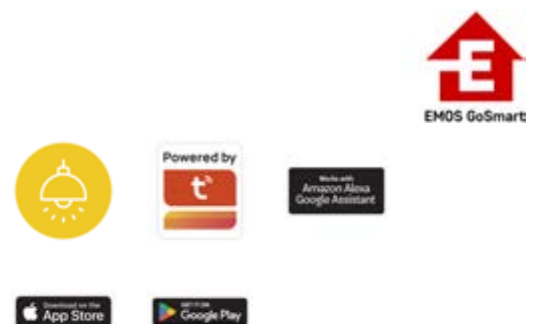 E
EMOS GoSmart
Powered by
t
Works with
Amazon Alexa
Google Assistant
Download on the
App Store
GET IT ON
Google Play